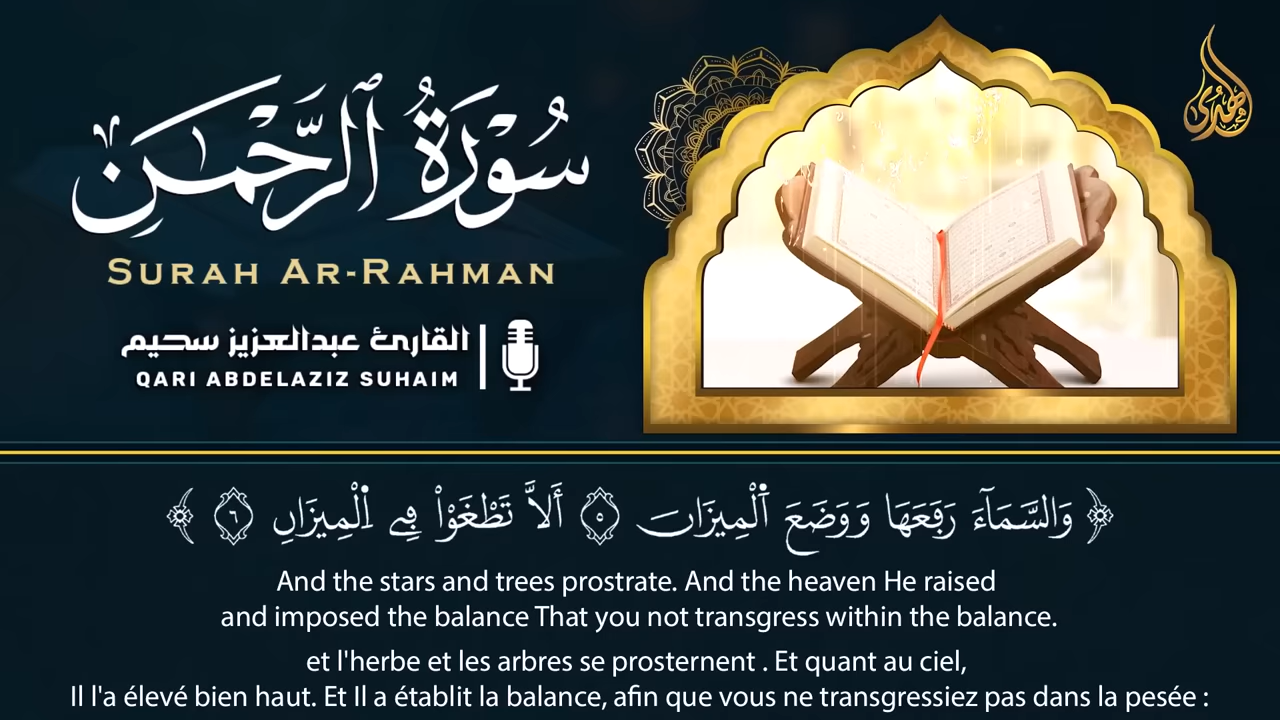 سُورَةُ ٱلرَّحْمَـٰنِ
SURAH AR-RAHMAN
القارئ عبدالعزيز سحيم
QARI ABDELAZIZ SUHAIM
الهدى
﴿ وَالسَّمَآءَ رَفَعَهَا وَوَضَعَ اَ۬لْمِيزَانَ ٥ أَلَّا تَطْغَوْاْ فِے اِ۬لْمِيزَانِ ٦ ﴾
And the stars and trees prostrate. And the heaven He raised
and imposed the balance That you not transgress within the balance.
et l'herbe et les arbres se prosternent . Et quant au ciel,
Il l'a élevé bien haut. Et Il a établit la balance, afin que vous ne transgressiez pas dans la pesée :